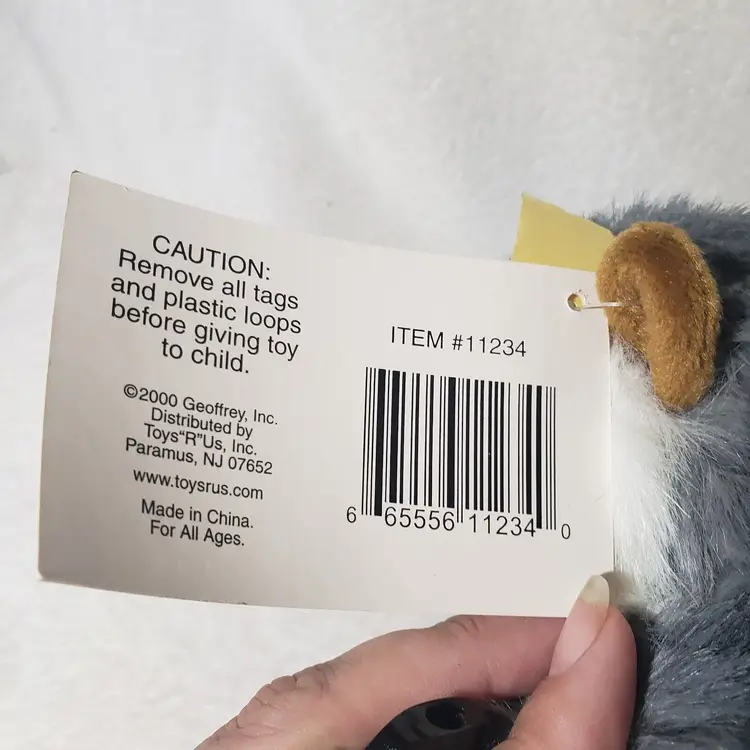 CAUTION:
Remove all tags
and plastic loops
before giving toy
to child.
©2000 Geoffrey, Inc.
Distributed by
Toys“R”Us, Inc.
Paramus, NJ 07652
www.toysrus.com
Made in China.
For All Ages.
ITEM #11234
6 65556 11234 0